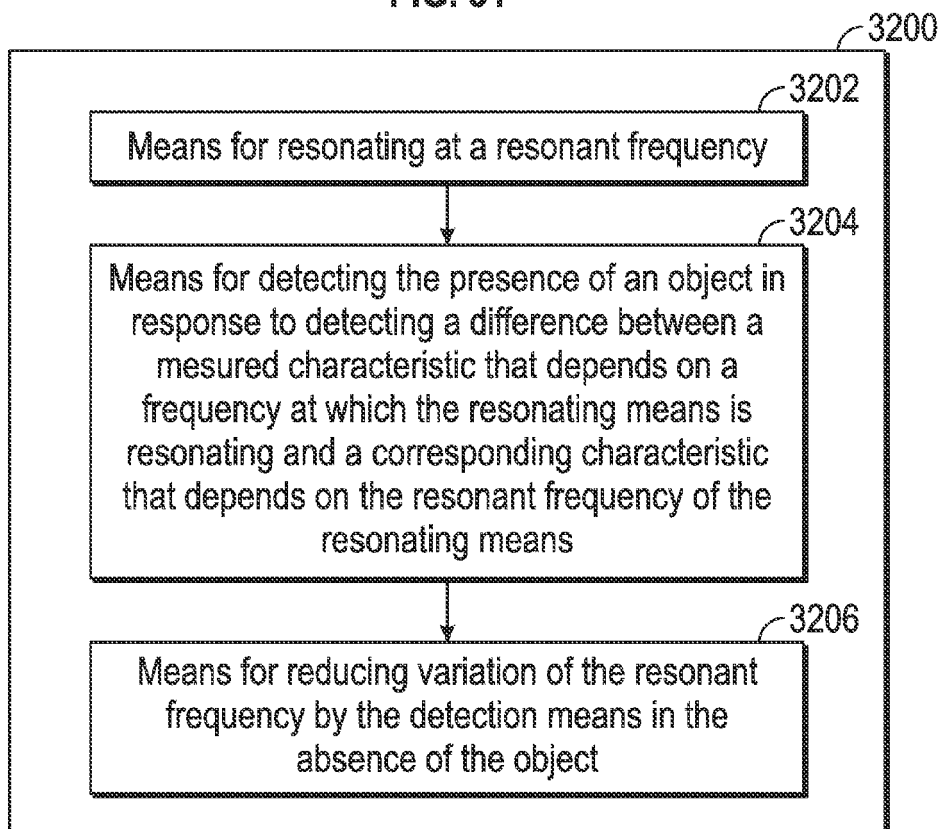 3200
3202
Means for resonating at a resonant frequency
3204
Means for detecting the presence of an object in
response to detecting a difference between a
mesured characteristic that depends on a
frequency at which the resonating means is
resonating and a corresponding characteristic
that depends on the resonant frequency of the
resonating means
3206
Means for reducing variation of the resonant
frequency by the detection means in the
absence of the object